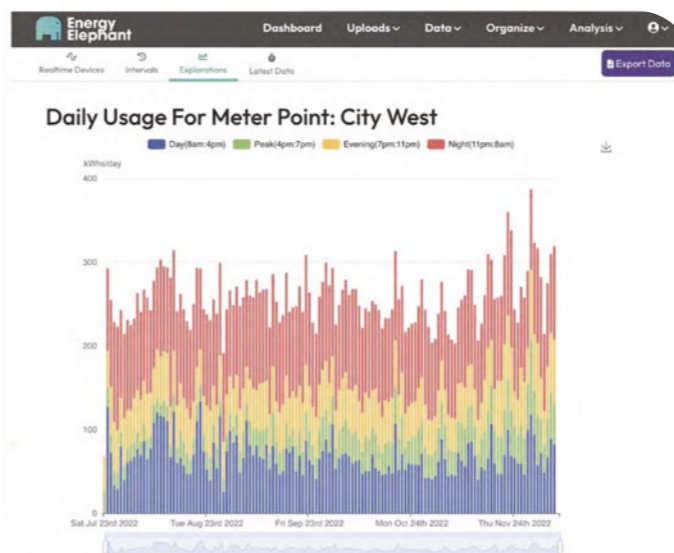 Energy
Elephant
Dashboard Uploads Data Organize Analysis
Realtime Devices Intervals Explorations Latest Data
Export Data
Daily Usage For Meter Point: City West
Day(8am:4pm) Peak(4pm:7pm) Evening(7pm:11pm) Night(11pm:8am)
kWhs/day
400
300
200
100
0
Sat Jul 23rd 2022 Tue Aug 23rd 2022 Fri Sep 23rd 2022 Mon Oct 24th 2022 Thu Nov 24th 2022